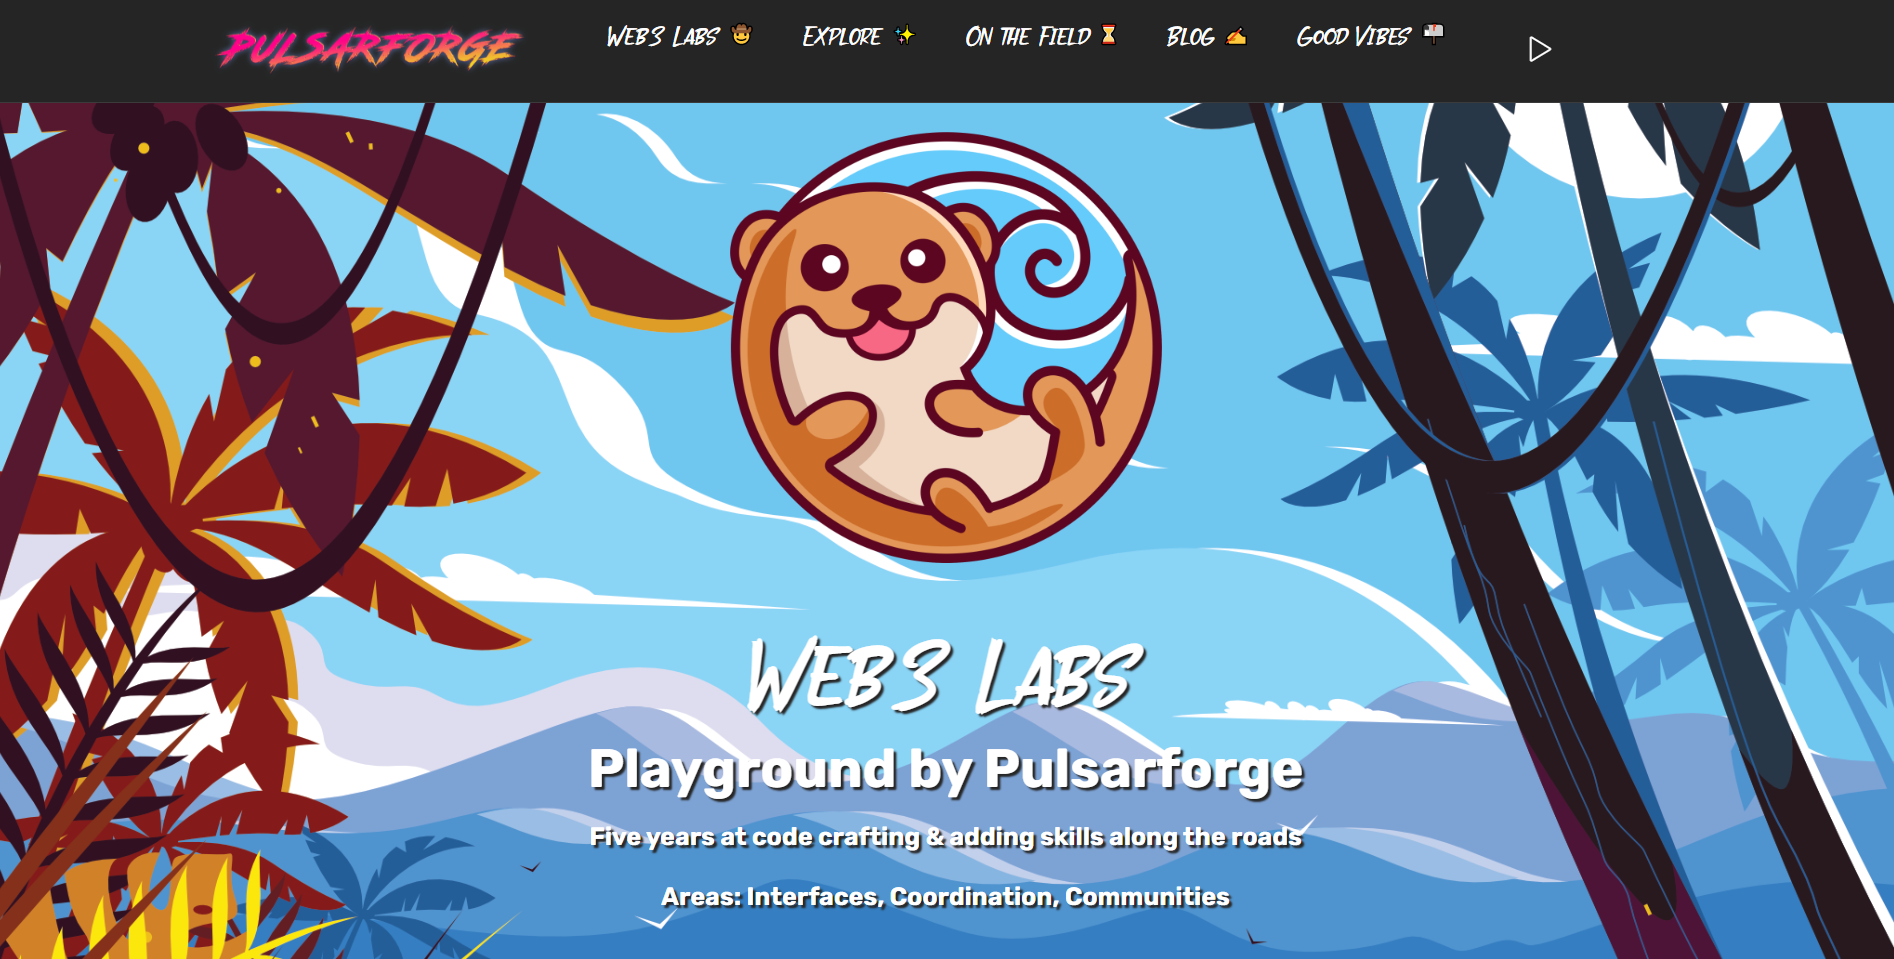 PULSARFORGE
WEB3 LABS 🤠
EXPLORE ✨
ON THE FIELD ⏳
BLOG ✍
GOOD VIBES 📬
WEB3 LABS
Playground by Pulsarforge
Five years at code crafting & adding skills along the roads
Areas: Interfaces, Coordination, Communities